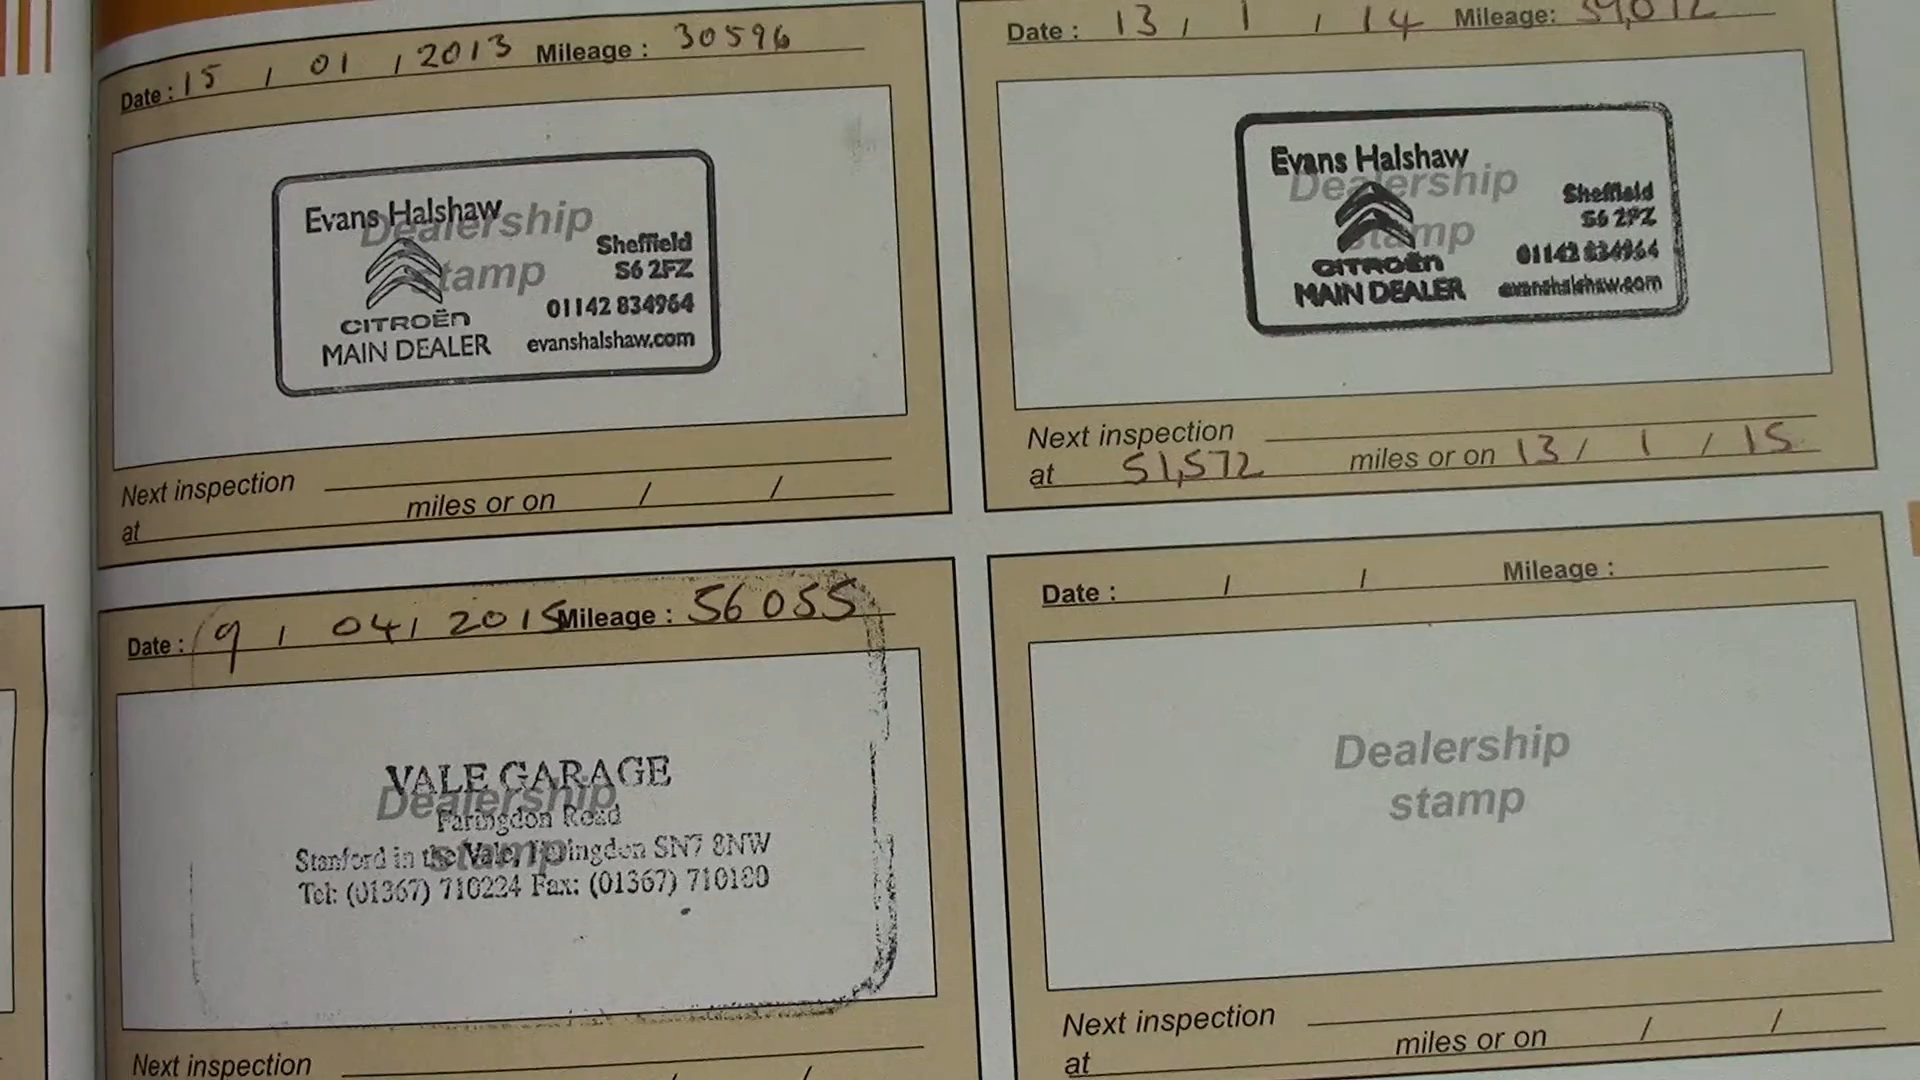 Date : 15 / 01 / 2013 Mileage : 30596
Dealership
stamp
Evans Halshaw
CITROËN
MAIN DEALER
Sheffield
S6 2FZ
01142 834964
evanshalshaw.com
Next inspection
at miles or on / /
Date : 13 / 1 / 14 Mileage:
Dealership
stamp
Evans Halshaw
CITROËN
MAIN DEALER
Sheffield
S6 2FZ
01142 834964
evanshalshaw.com
Next inspection
at 51,572 miles or on 13 / 1 / 15
Date : 9 / 04 / 2015 Mileage : 56055
Dealership
stamp
VALE GARAGE
Faringdon Road
Stanford in the Vale, Faringdon SN7 8NW
Tel: (01367) 710224 Fax: (01367) 710180
Next inspection
/ /
Date : / / Mileage :
Dealership
stamp
Next inspection
at miles or on / /